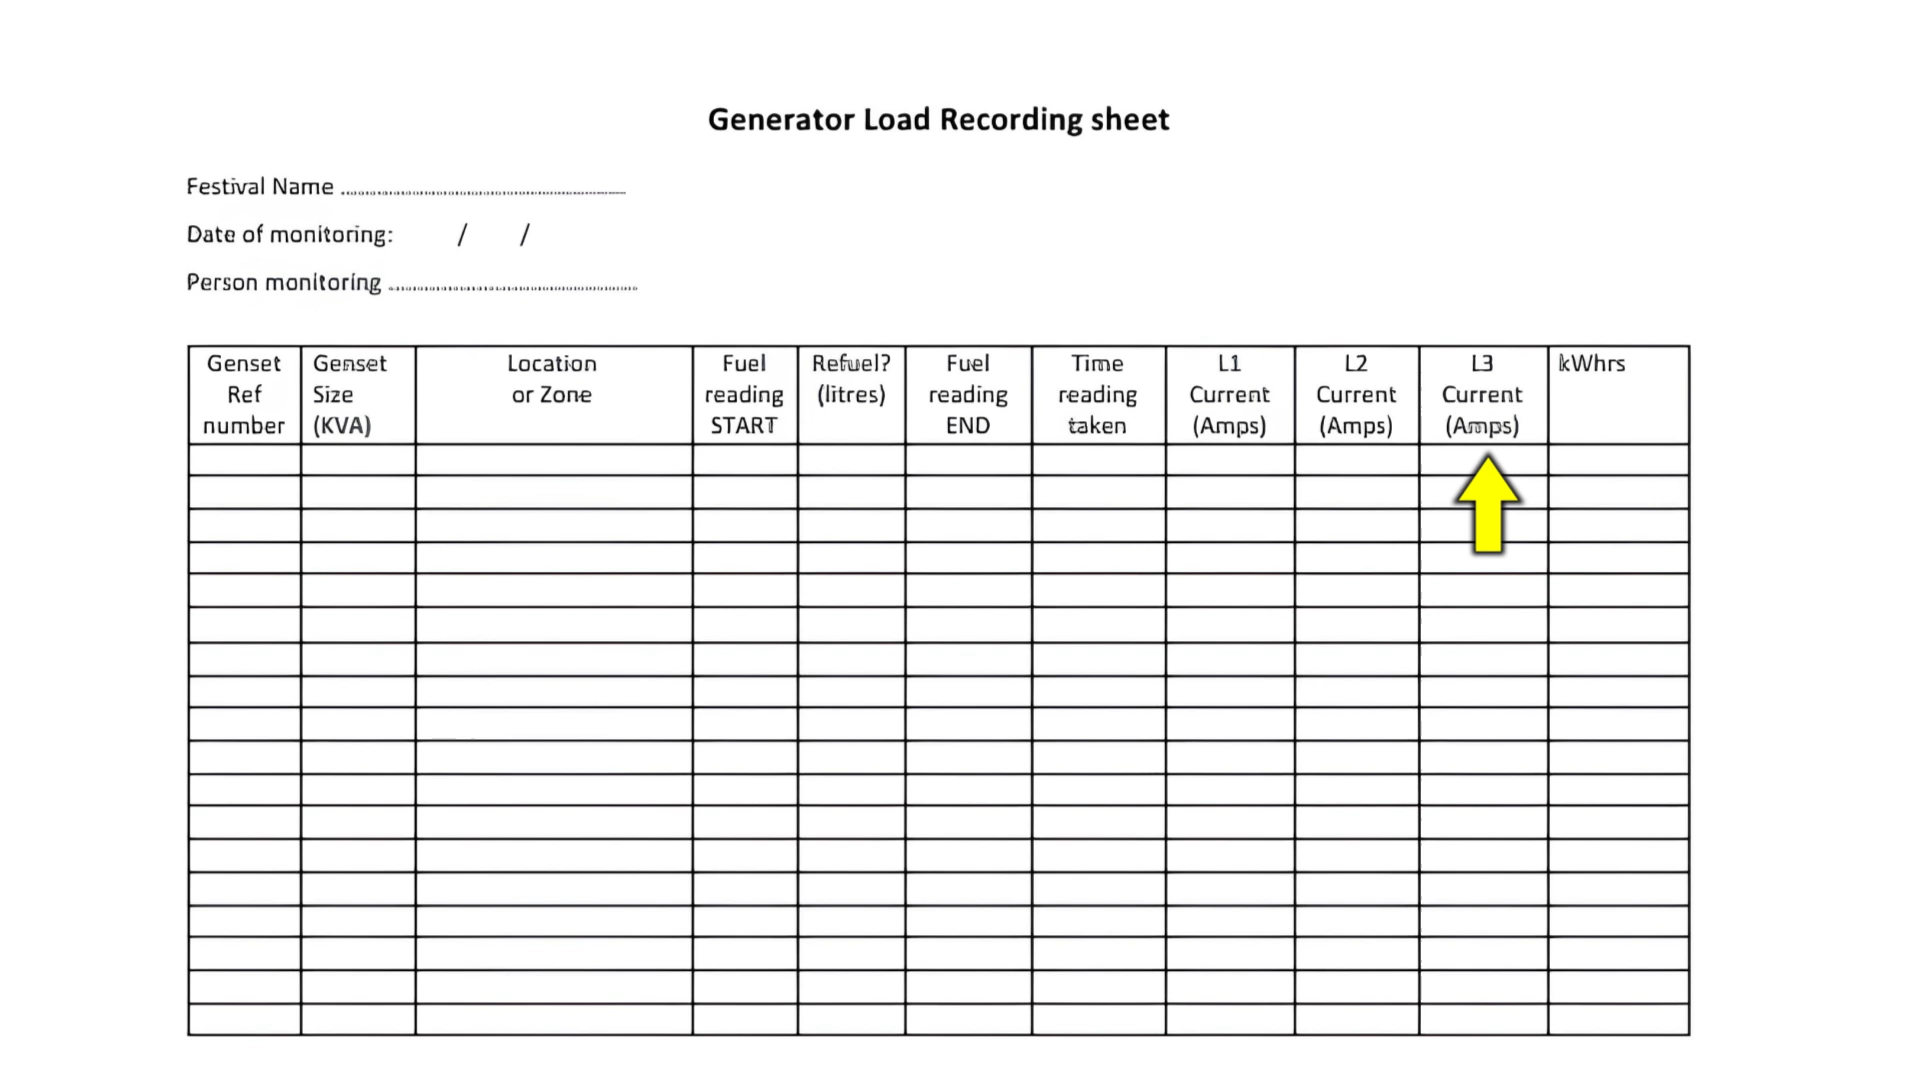 Generator Load Recording sheet
Festival Name ................................................
Date of monitoring: / /
Person monitoring ..........................................
Genset Ref number
Genset Size (KVA)
Location or Zone
Fuel reading START
Refuel? (litres)
Fuel reading END
Time reading taken
L1 Current (Amps)
L2 Current (Amps)
L3 Current (Amps)
kWhrs